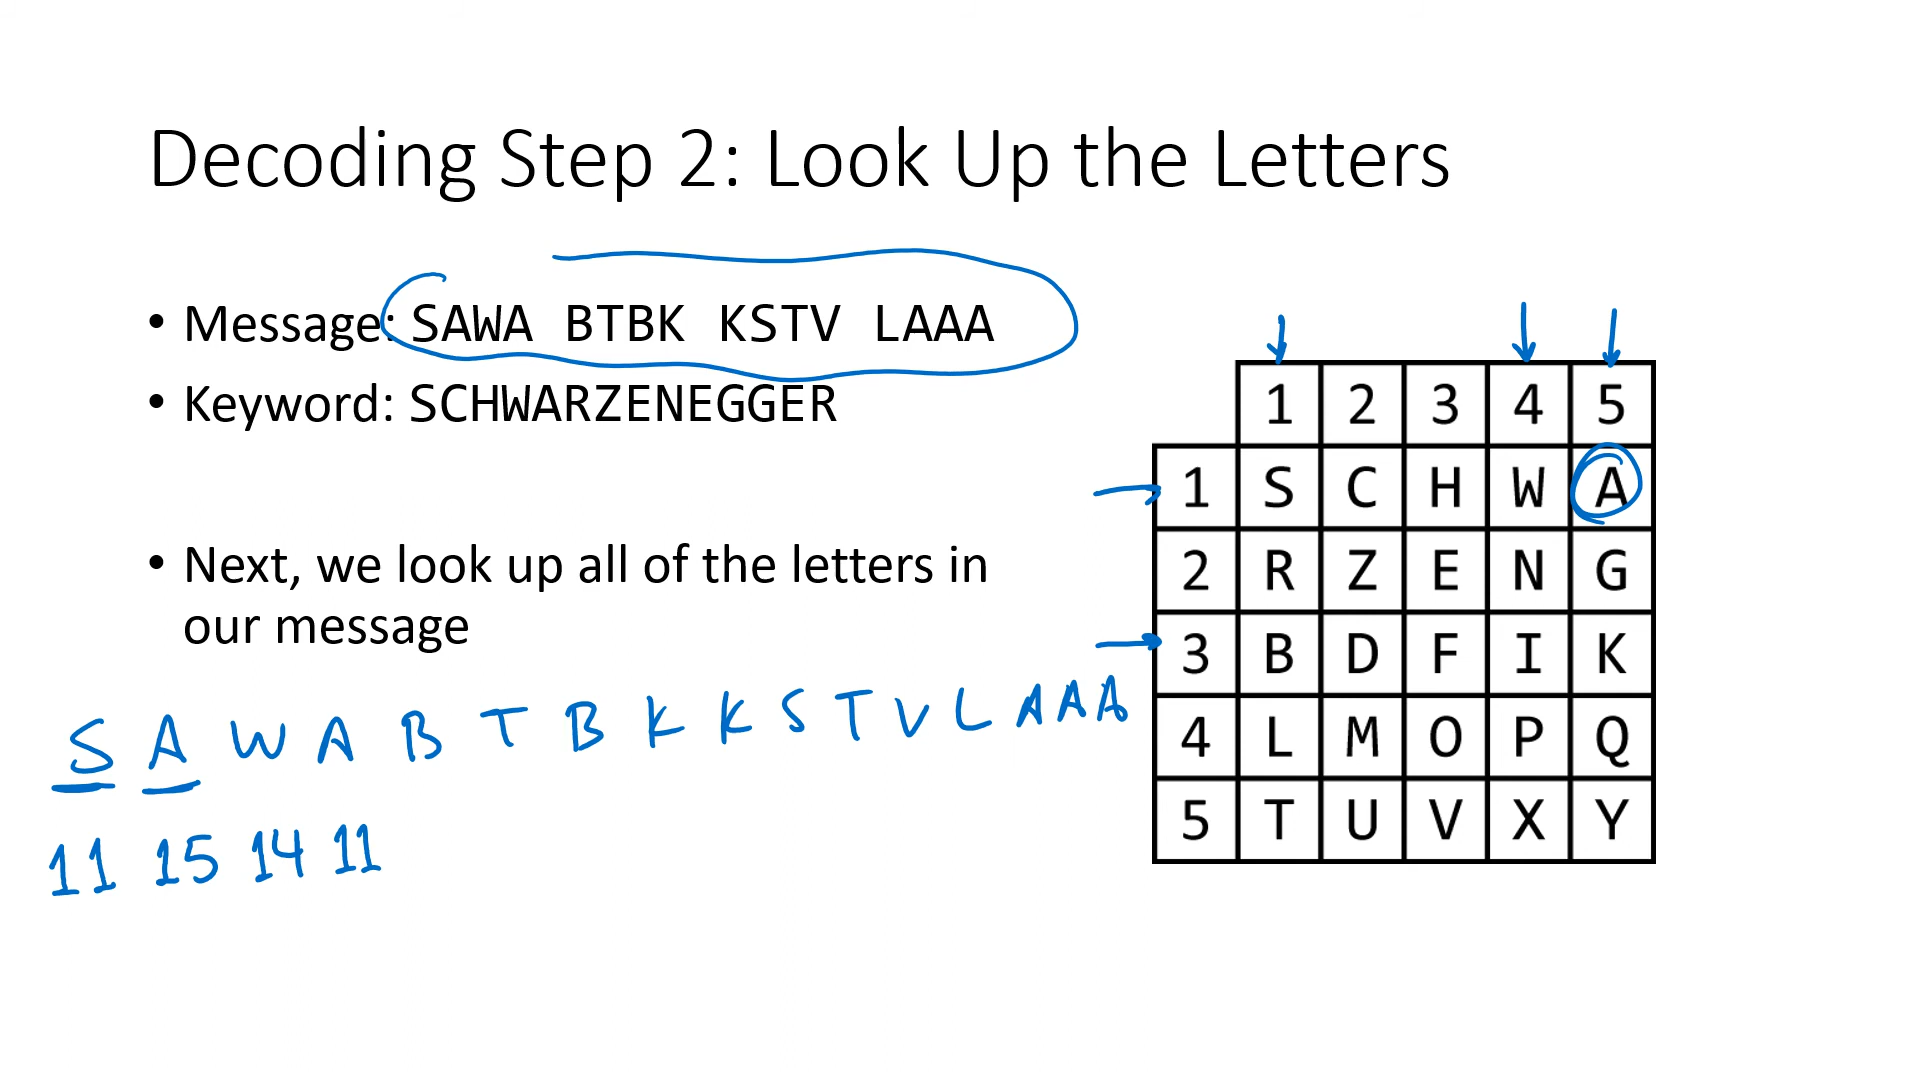 Decoding Step 2: Look Up the Letters
• Message: SAWA BTBK KSTV LAAA
• Keyword: SCHWARZENEGGER
• Next, we look up all of the letters in
our message
S A W A B T B K K S T V L A A A
11 15 14 11
1 2 3 4 5
1 S C H W A
2 R Z E N G
3 B D F I K
4 L M O P Q
5 T U V X Y